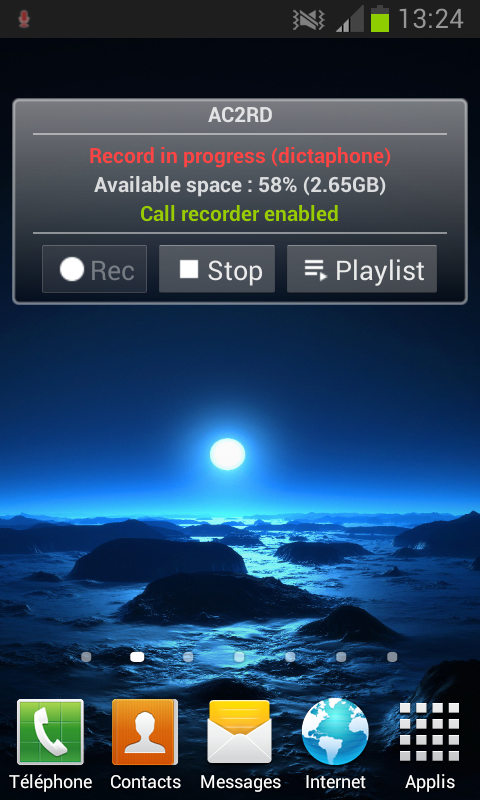 13:24
AC2RD
Record in progress (dictaphone)
Available space : 58% (2.65GB)
Call recorder enabled
Rec Stop Playlist
Téléphone Contacts Messages Internet Applis